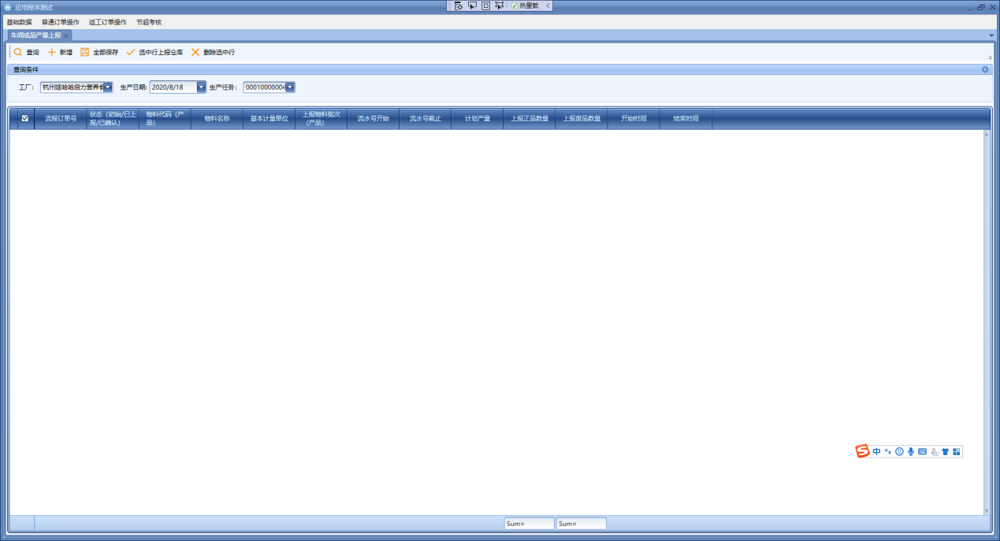 应用程序测试
热重载
基础数据 普通订单操作 返工订单操作 节超考核
车间成品产量上报
查询 新增 全部保存 选中行上报仓库 删除选中行
查询条件
工厂: 杭州娃哈哈启力营养食 生产日期: 2020/8/18 生产任务: 00010000004
流程订单号 状态(初始/已上报/已确认) 物料代码(产品) 物料名称 基本计量单位 上报物料批次(产品) 流水号开始 流水号截止 计划产量 上报正品数量 上报废品数量 开始时间 结束时间
中
Sum= Sum=